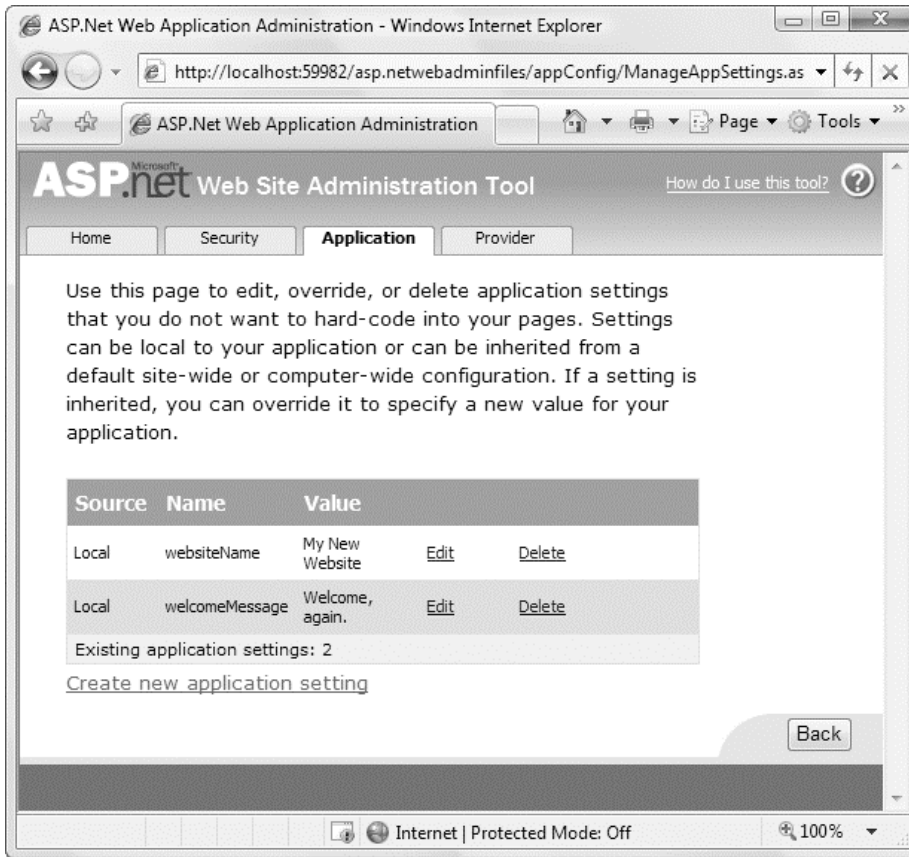 ASP.Net Web Application Administration - Windows Internet Explorer
http://localhost:59982/asp.netwebadminfiles/appConfig/ManageAppSettings.as
ASP.Net Web Application Administration
Page
Tools
»
Microsoft
ASP.net Web Site Administration Tool
How do I use this tool? ?
Home Security Application Provider
Use this page to edit, override, or delete application settings
that you do not want to hard-code into your pages. Settings
can be local to your application or can be inherited from a
default site-wide or computer-wide configuration. If a setting is
inherited, you can override it to specify a new value for your
application.
Source Name Value
Local websiteName My New Website Edit Delete
Local welcomeMessage Welcome, again. Edit Delete
Existing application settings: 2
Create new application setting
Back
Internet | Protected Mode: Off
100%